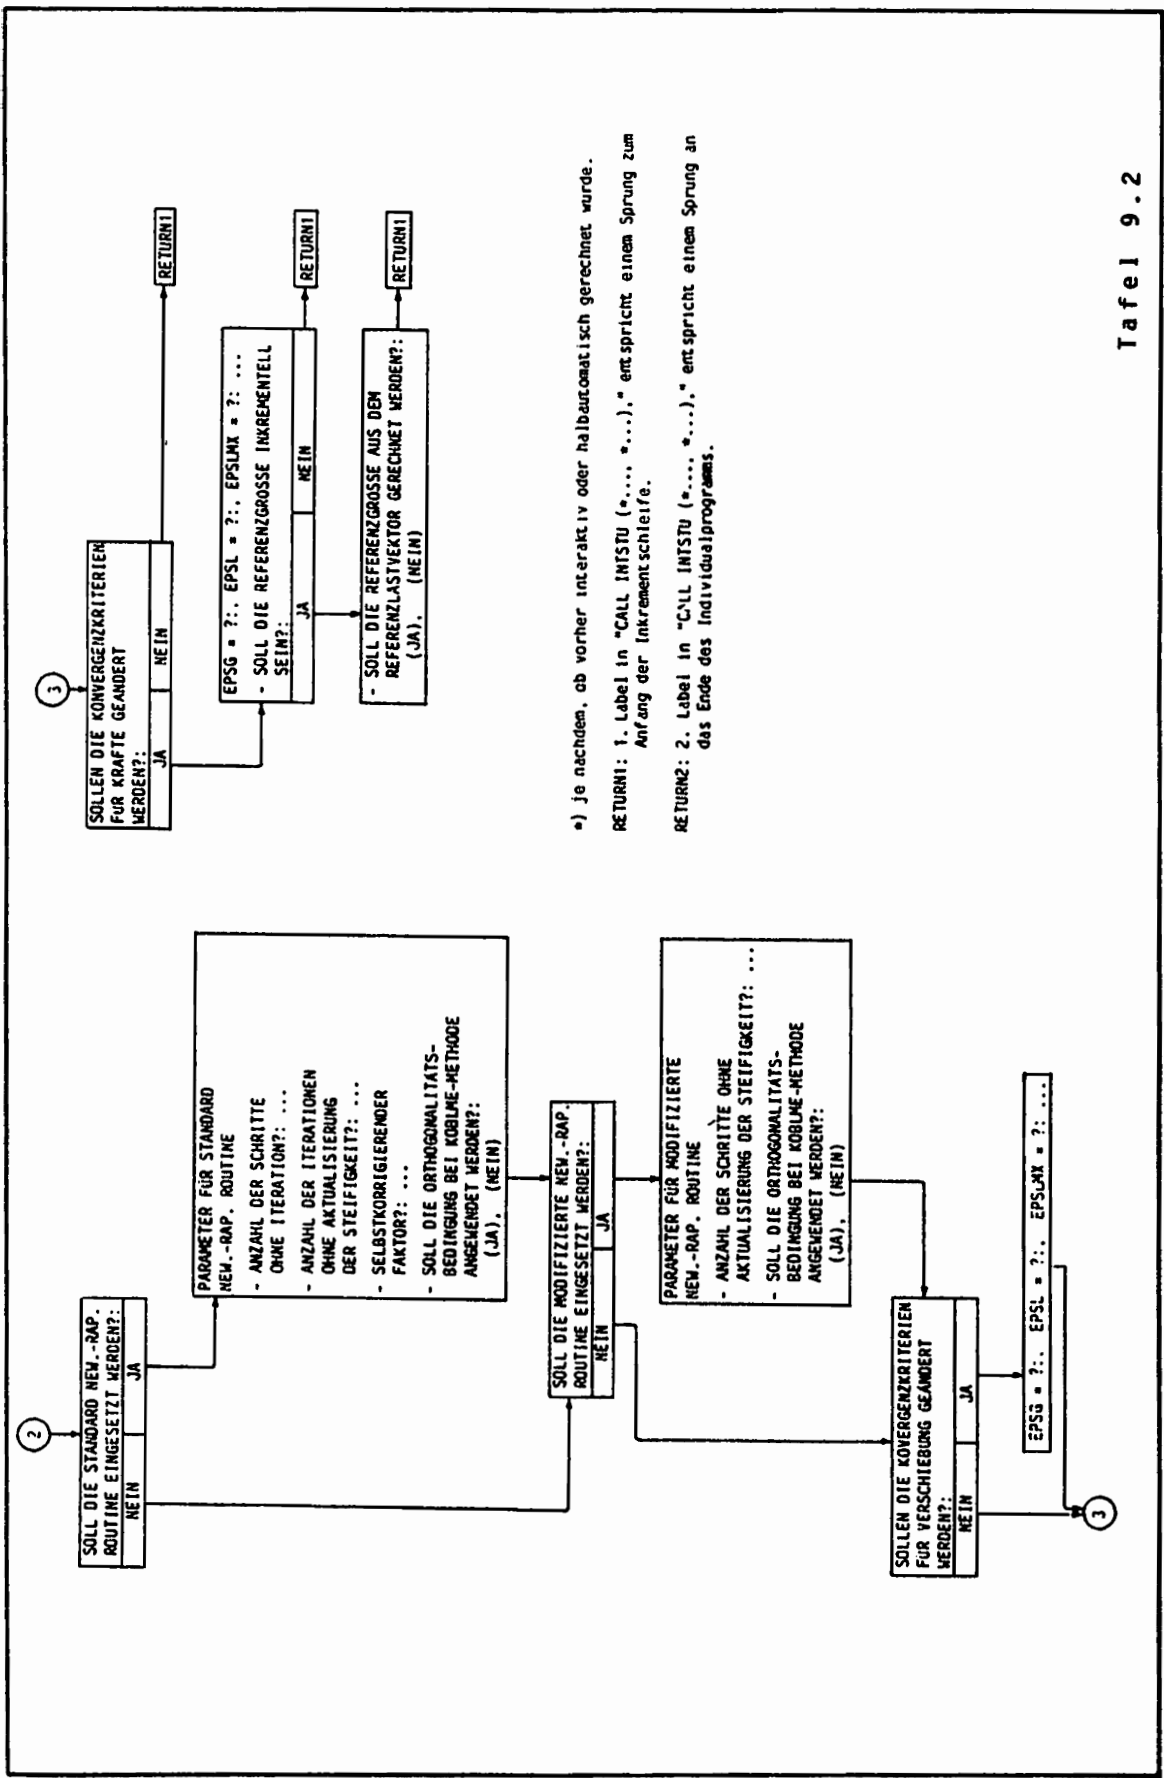 2
SOLL DIE STANDARD NEW.-RAP.
ROUTINE EINGESETZT WERDEN?:
NEIN
JA
PARAMETER FÜR STANDARD
NEW.-RAP. ROUTINE
- ANZAHL DER SCHRITTE
OHNE ITERATION?: ...
- ANZAHL DER ITERATIONEN
OHNE AKTUALISIERUNG
DER STEIFIGKEIT?: ...
- SELBSTKORRIGIERENDER
FAKTOR?: ...
- SOLL DIE ORTHOGONALITÄTS-
BEDINGUNG BEI KOBLME-METHODE
ANGEWENDET WERDEN?:
(JA), (NEIN)
SOLL DIE MODIFIZIERTE NEW.-RAP.
ROUTINE EINGESETZT WERDEN?:
NEIN
JA
PARAMETER FÜR MODIFIZIERTE
NEW.-RAP. ROUTINE
- ANZAHL DER SCHRITTE OHNE
AKTUALISIERUNG DER STEIFIGKEIT?: ...
- SOLL DIE ORTHOGONALITÄTS-
BEDINGUNG BEI KOBLME-METHODE
ANGEWENDET WERDEN?:
(JA), (NEIN)
SOLLEN DIE KOVERGENZKRITERIEN
FÜR VERSCHIEBUNG GEÄNDERT
WERDEN?:
NEIN
JA
EPSG = ?:, EPSL = ?:, EPSLMX = ?: ...
3
3
SOLLEN DIE KONVERGENZKRITERIEN
FÜR KRAFTE GEANDERT
WERDEN?:
JA
NEIN
RETURN1
EPSG = ?:, EPSL = ?:, EPSLMX = ?: ...
- SOLL DIE REFERENZGROSSE INKREMENTELL
SEIN?:
JA
NEIN
RETURN1
- SOLL DIE REFERENZGROSSE AUS DEM
REFERENZLASTVEKTOR GERECHNET WERDEN?:
(JA), (NEIN)
RETURN1
*) je nachdem, ob vorher interaktiv oder halbautomatisch gerechnet wurde.
RETURN1: 1. Label in "CALL INTSTU (*..., *...)," entspricht einem Sprung zum
Anfang der Inkrementschleife.
RETURN2: 2. Label in "CALL INTSTU (*..., *...)," entspricht einem Sprung an
das Ende des Individualprogramms.
Tafel 9.2